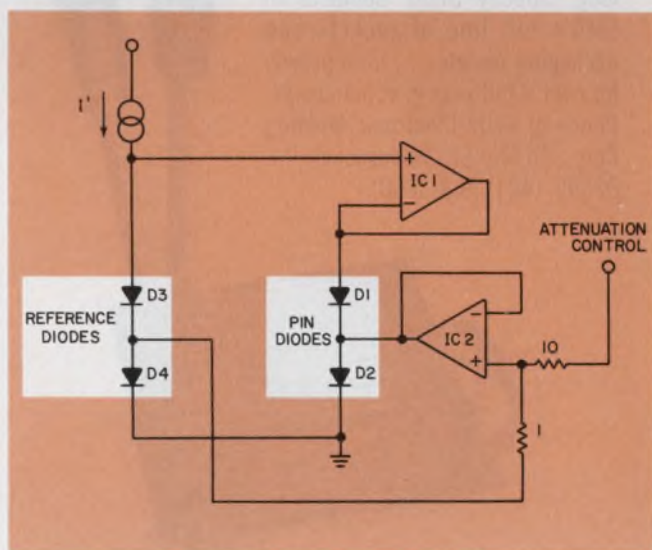 I'
+
IC 1
−
ATTENUATION
CONTROL
D3
REFERENCE
DIODES
D4
D1
PIN
DIODES
D2
−
IC 2
+
10
1